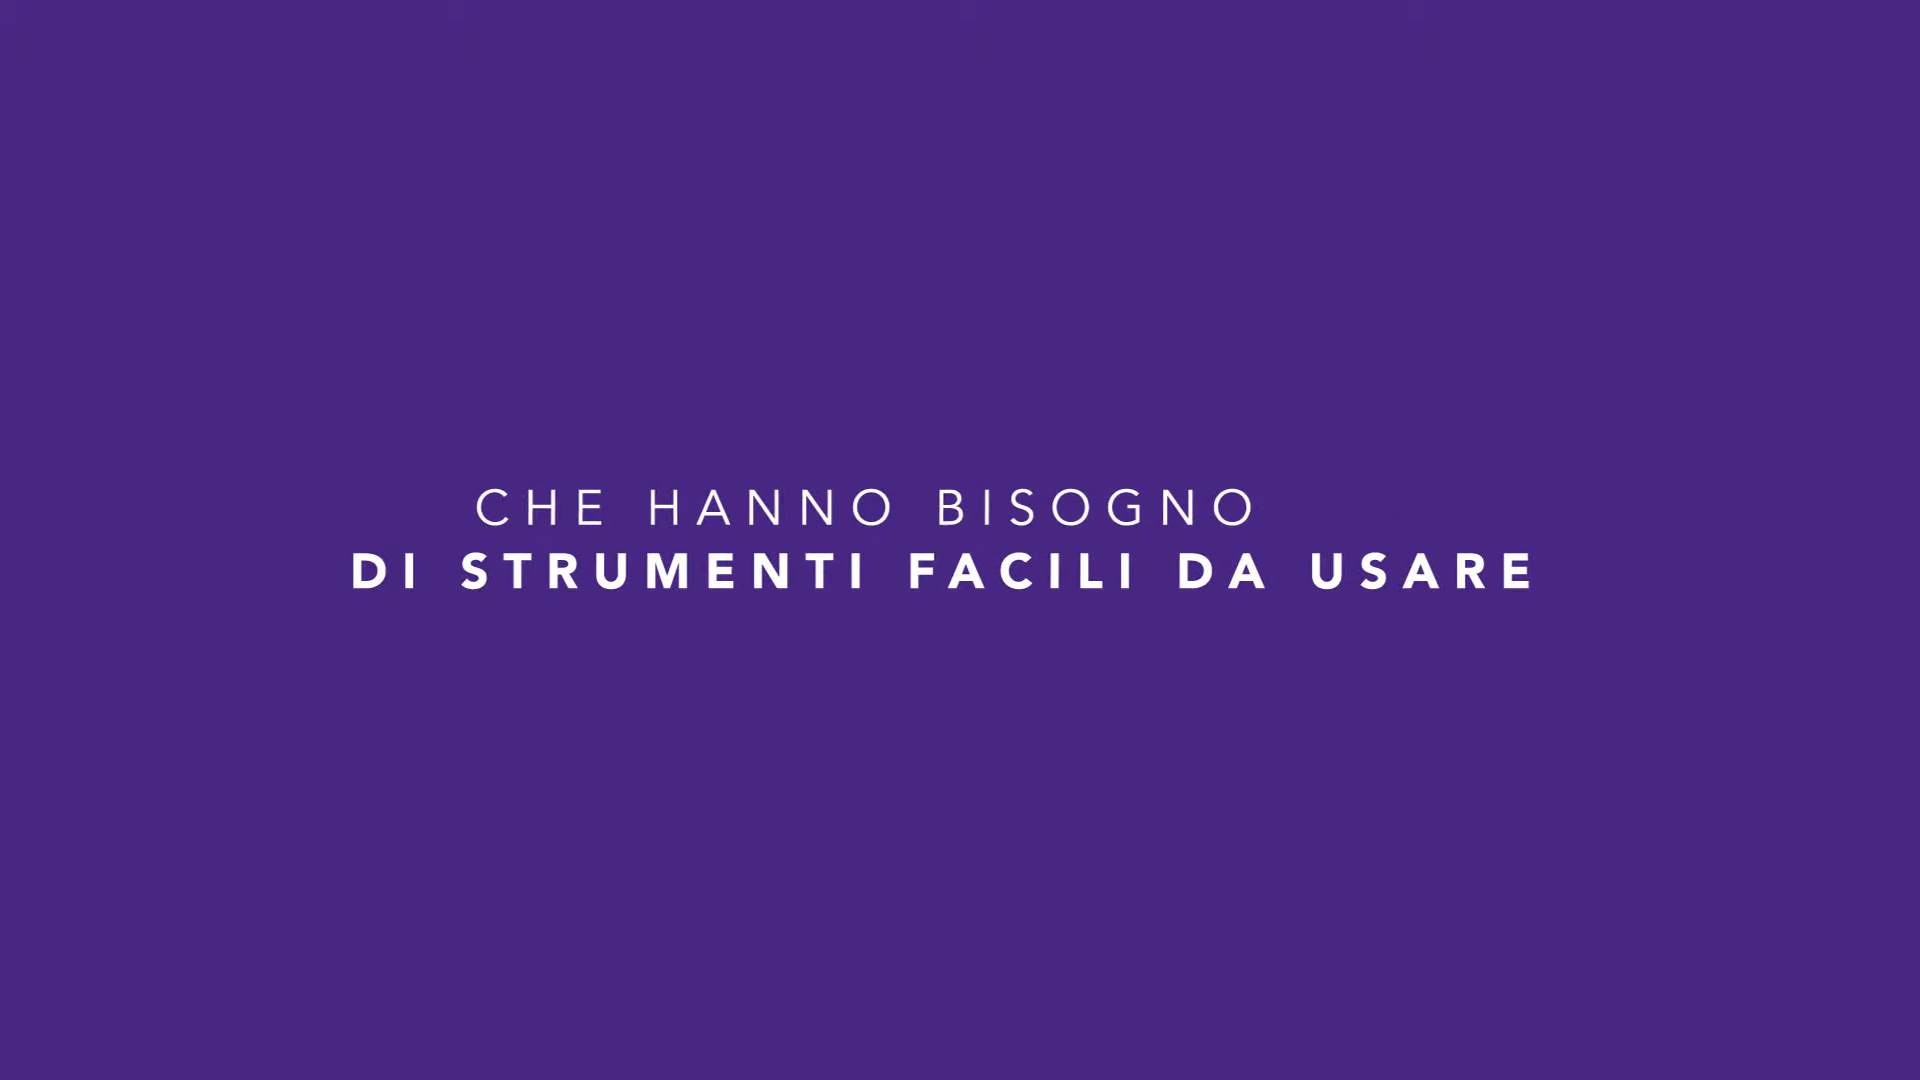 CHE HANNO BISOGNO
DI STRUMENTI FACILI DA USARE